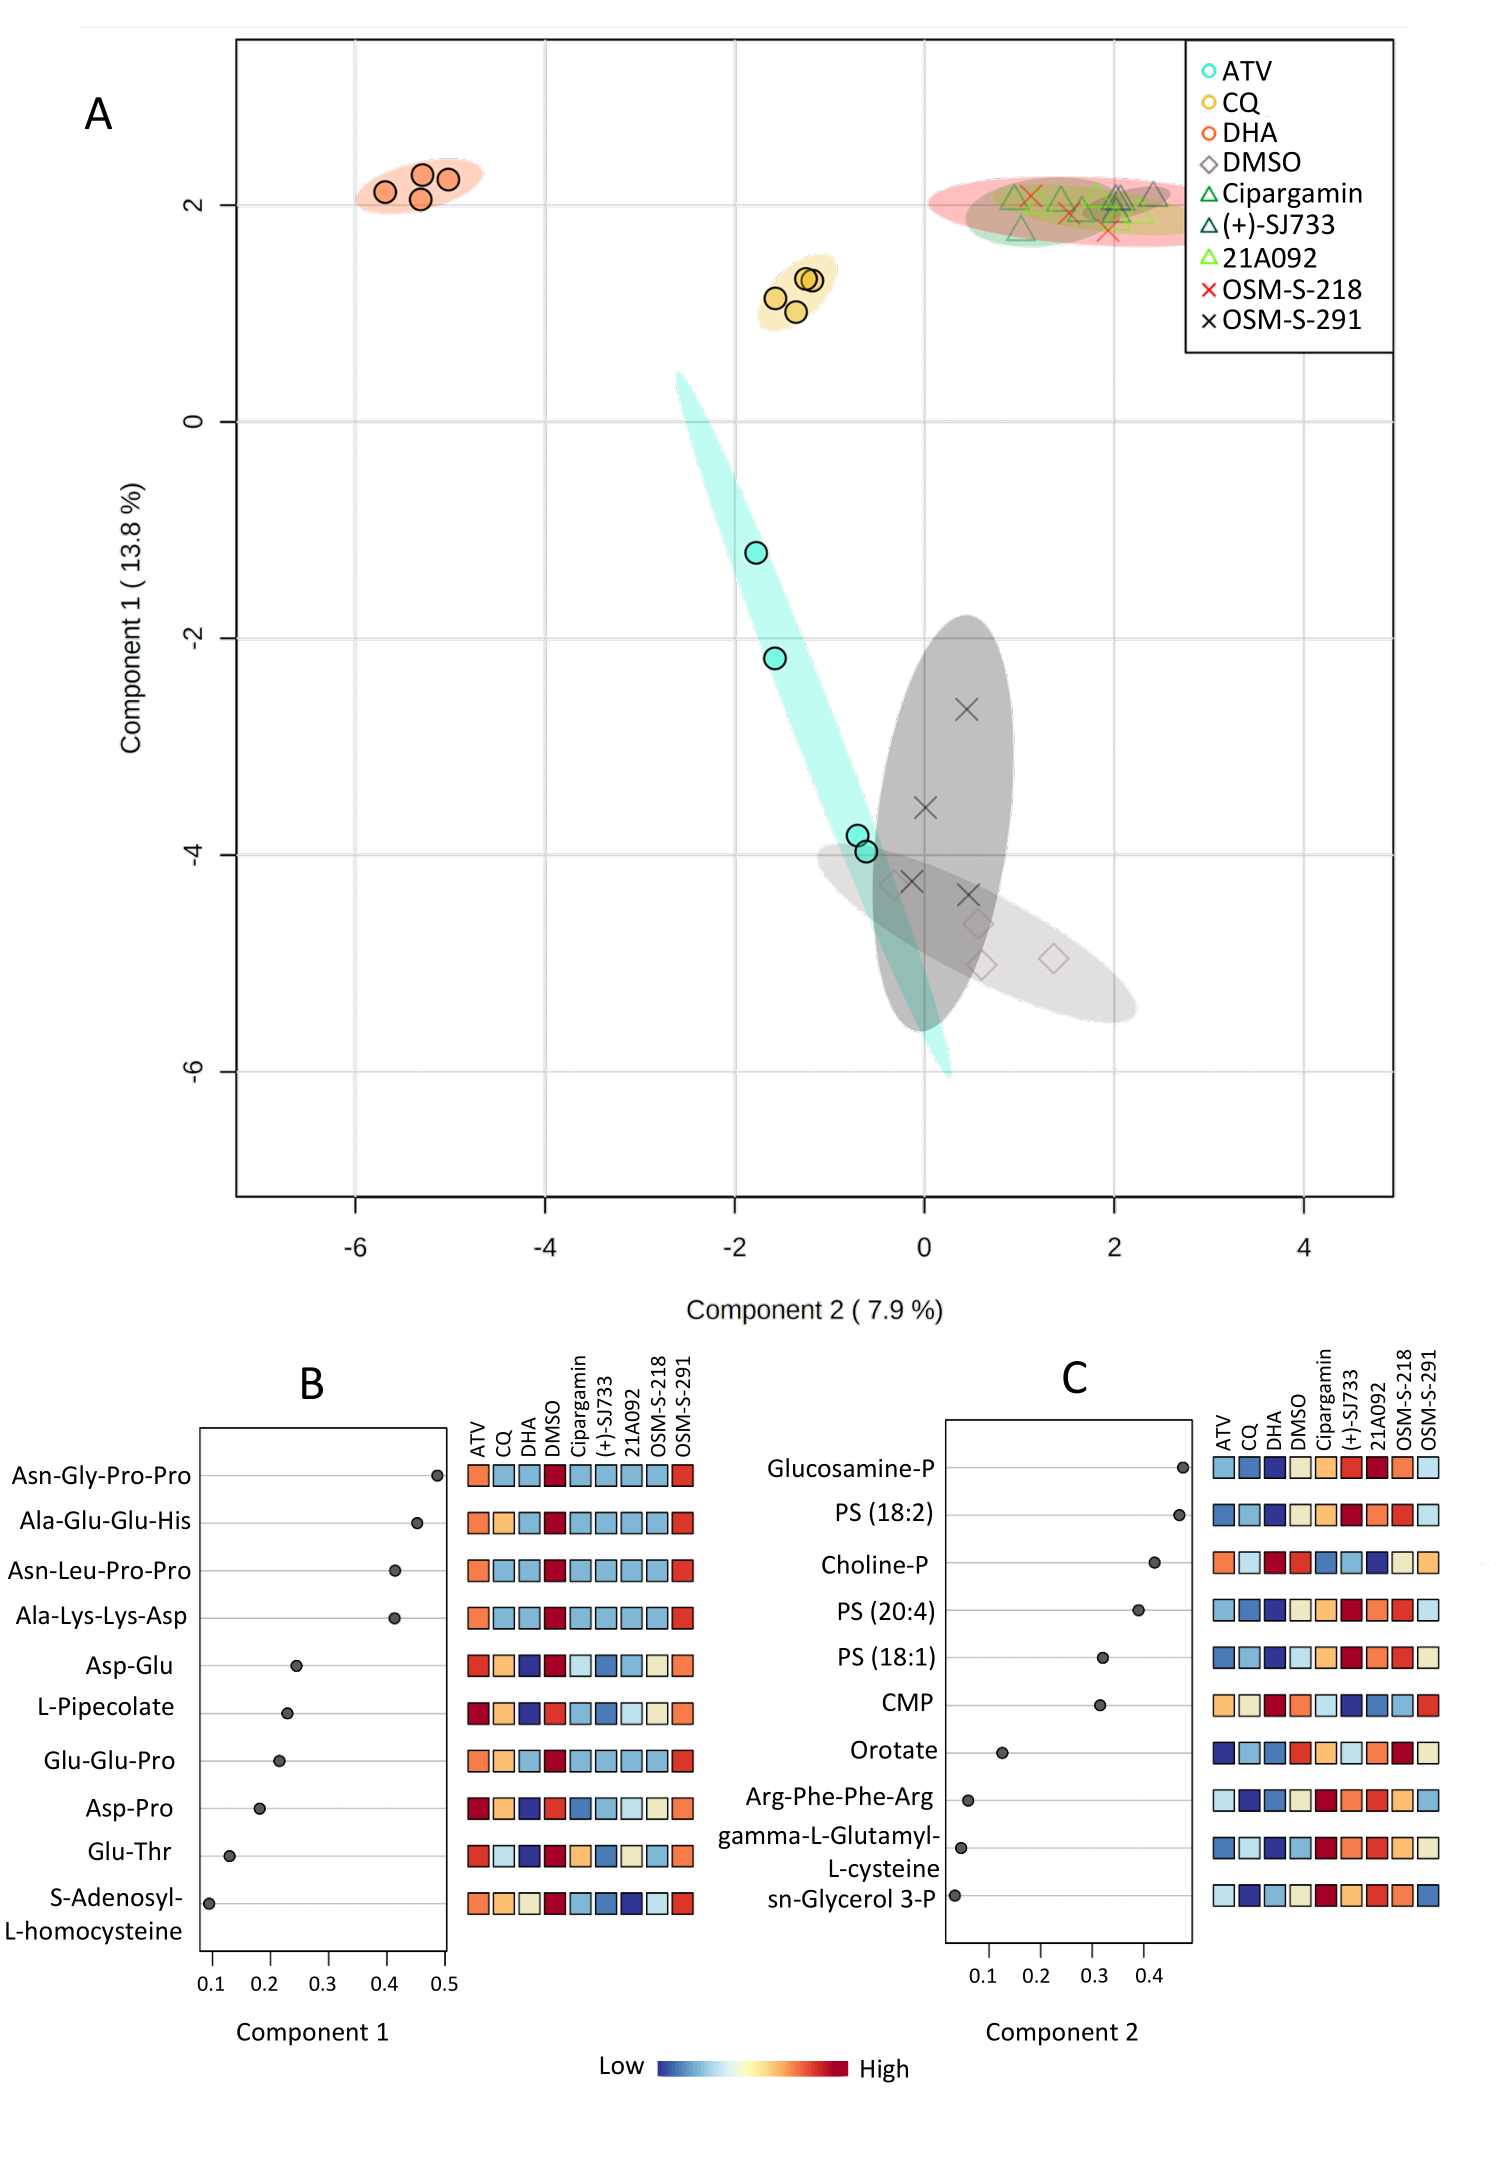 A
ATV
CQ
DHA
DMSO
Cipargamin
(+)-SJ733
21A092
OSM-S-218
OSM-S-291
2
0
-2
-4
-6
Component 1 ( 13.8 %)
-6
-4
-2
0
2
4
Component 2 ( 7.9 %)
B
ATV
CQ
DHA
DMSO
Cipargamin
(+)-SJ733
21A092
OSM-S-218
OSM-S-291
Asn-Gly-Pro-Pro
Ala-Glu-Glu-His
Asn-Leu-Pro-Pro
Ala-Lys-Lys-Asp
Asp-Glu
L-Pipecolate
Glu-Glu-Pro
Asp-Pro
Glu-Thr
S-Adenosyl-
L-homocysteine
0.1 0.2 0.3 0.4 0.5
Component 1
C
ATV
CQ
DHA
DMSO
Cipargamin
(+)-SJ733
21A092
OSM-S-218
OSM-S-291
Glucosamine-P
PS (18:2)
Choline-P
PS (20:4)
PS (18:1)
CMP
Orotate
Arg-Phe-Phe-Arg
gamma-L-Glutamyl-
L-cysteine
sn-Glycerol 3-P
0.1 0.2 0.3 0.4
Component 2
Low High